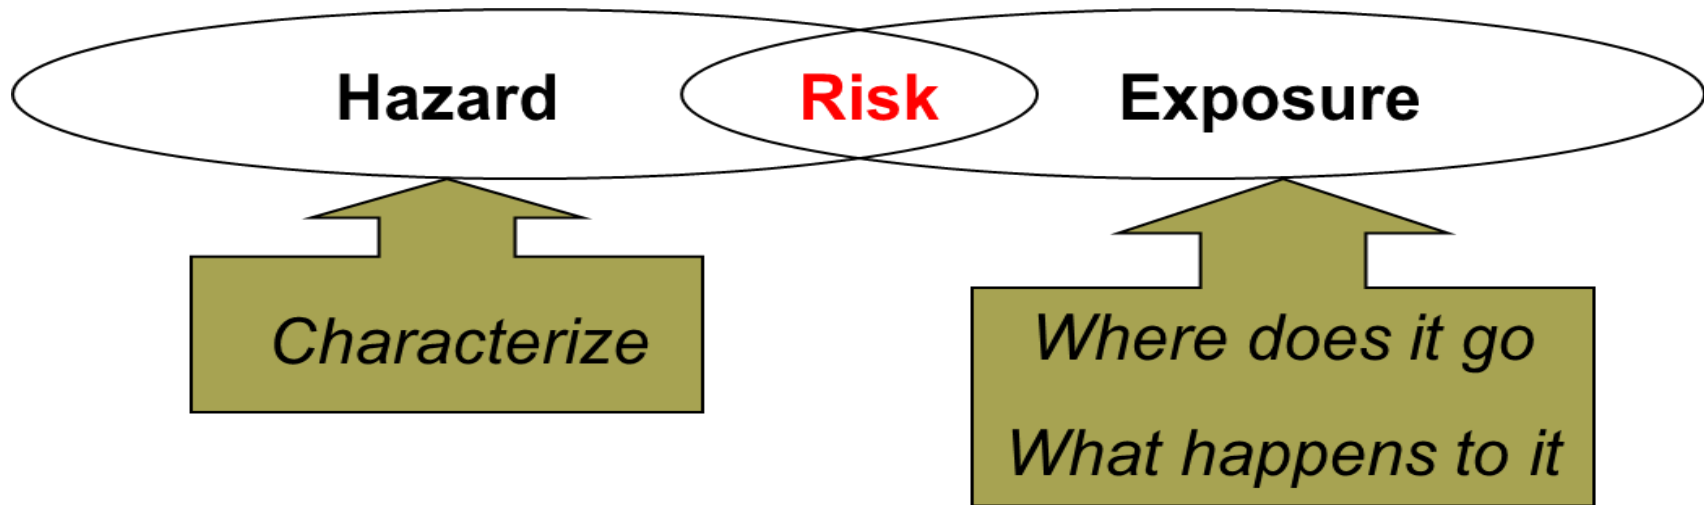 Hazard Risk Exposure
Characterize
Where does it go
What happens to it